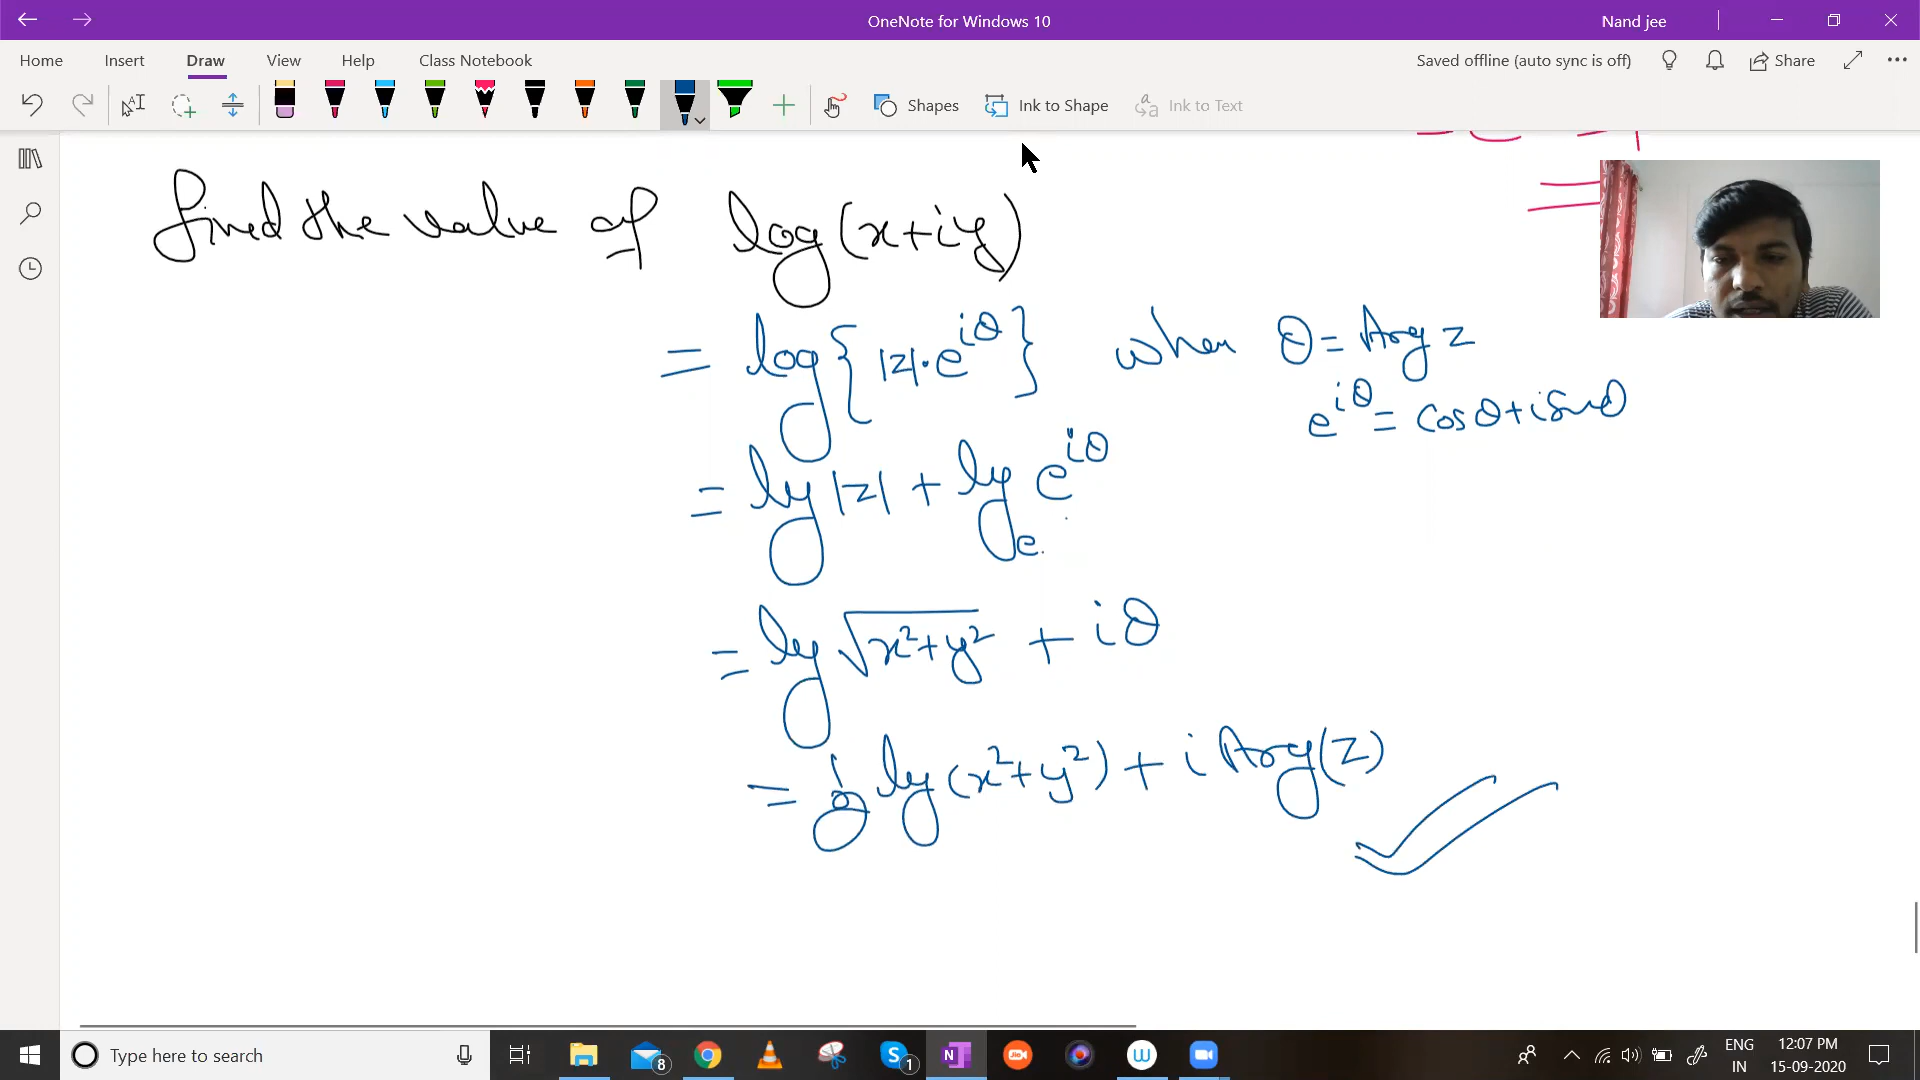 OneNote for Windows 10
Nand jee
Home Insert Draw View Help Class Notebook
Saved offline (auto sync is off) Share
Shapes Ink to Shape Ink to Text
find the value of log(x+iy)
= log{|z|·e^{iθ}} when θ = Arg z
e^{iθ} = cosθ + i sinθ
= log|z| + log_e e^{iθ}
= log √(x²+y²) + iθ
= ½ log(x²+y²) + i Arg(z)
Type here to search
8
1
ENG 12:07 PM
IN 15-09-2020